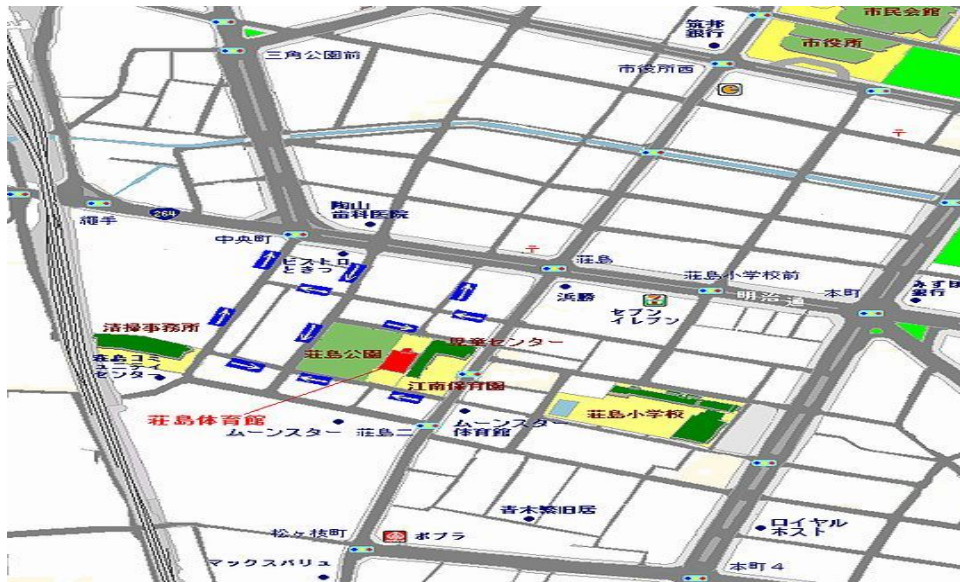 市民会館
筑邦
銀行
市役所
三角公園前
市役所西
縄手
264
陶山
歯科医院
中央町
ビストロ
ときつ
荘島
荘島小学校前
浜勝
7
セブン
イレブン
明治通
本町
みずほ
銀行
清掃事務所
荘島コミ
ュニティ
センター
荘島公園
児童センター
江南保育園
荘島体育館
ムーンスター
荘島二
ムーンスター
体育館
荘島小学校
青木繁旧居
松ヶ枝町
ポプラ
ロイヤル
ホスト
マックスバリュ
本町4